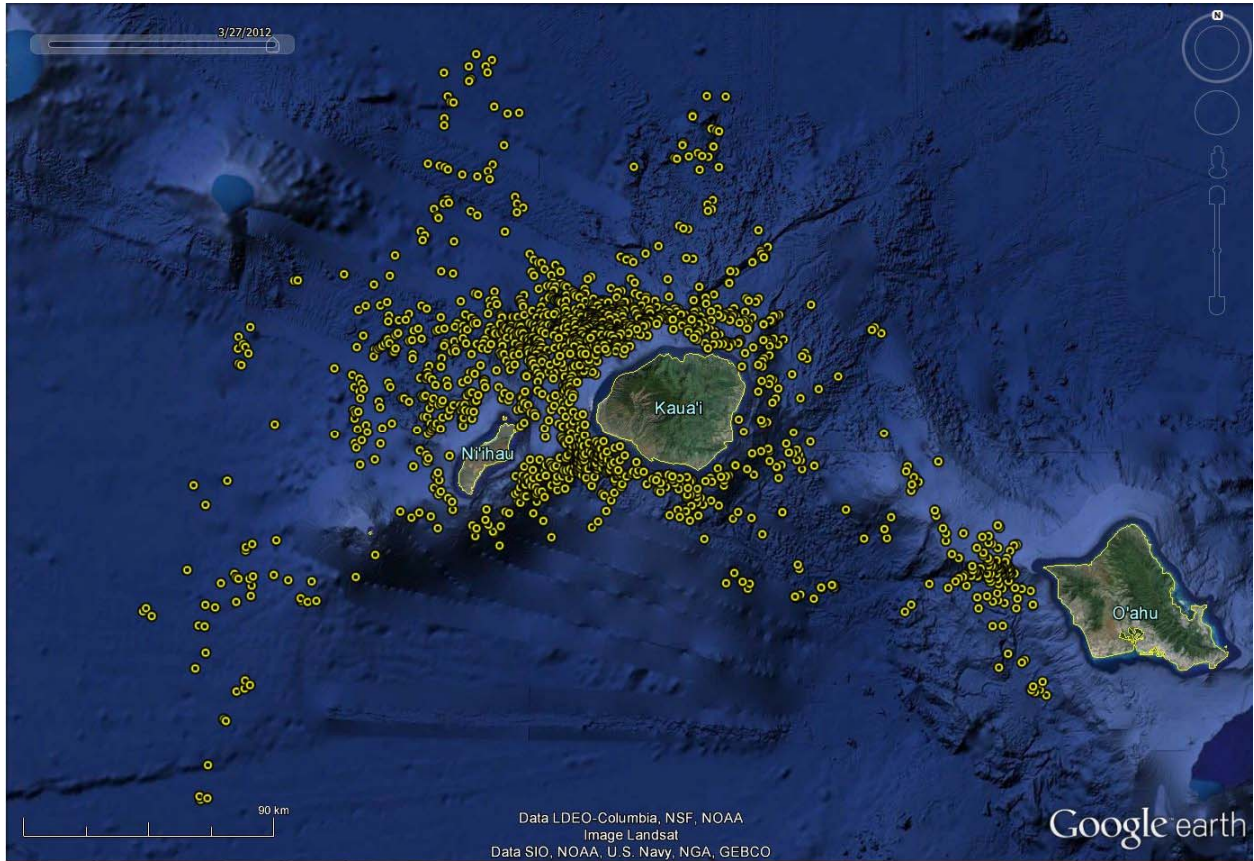 3/27/2012
N
Kaua'i
Ni'ihau
O'ahu
90 km
Data LDEO-Columbia, NSF, NOAA
Image Landsat
Data SIO, NOAA, U.S. Navy, NGA, GEBCO
Google earth